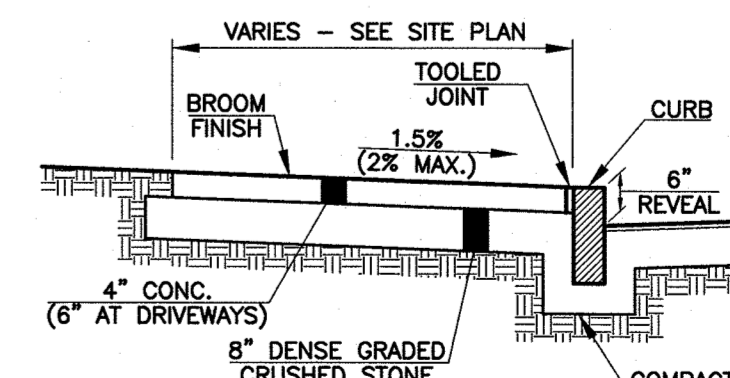 VARIES – SEE SITE PLAN
TOOLED
JOINT
BROOM
FINISH
CURB
1.5%
(2% MAX.)
6"
REVEAL
4" CONC.
(6" AT DRIVEWAYS)
8" DENSE GRADED
CRUSHED STONE
COMPACT